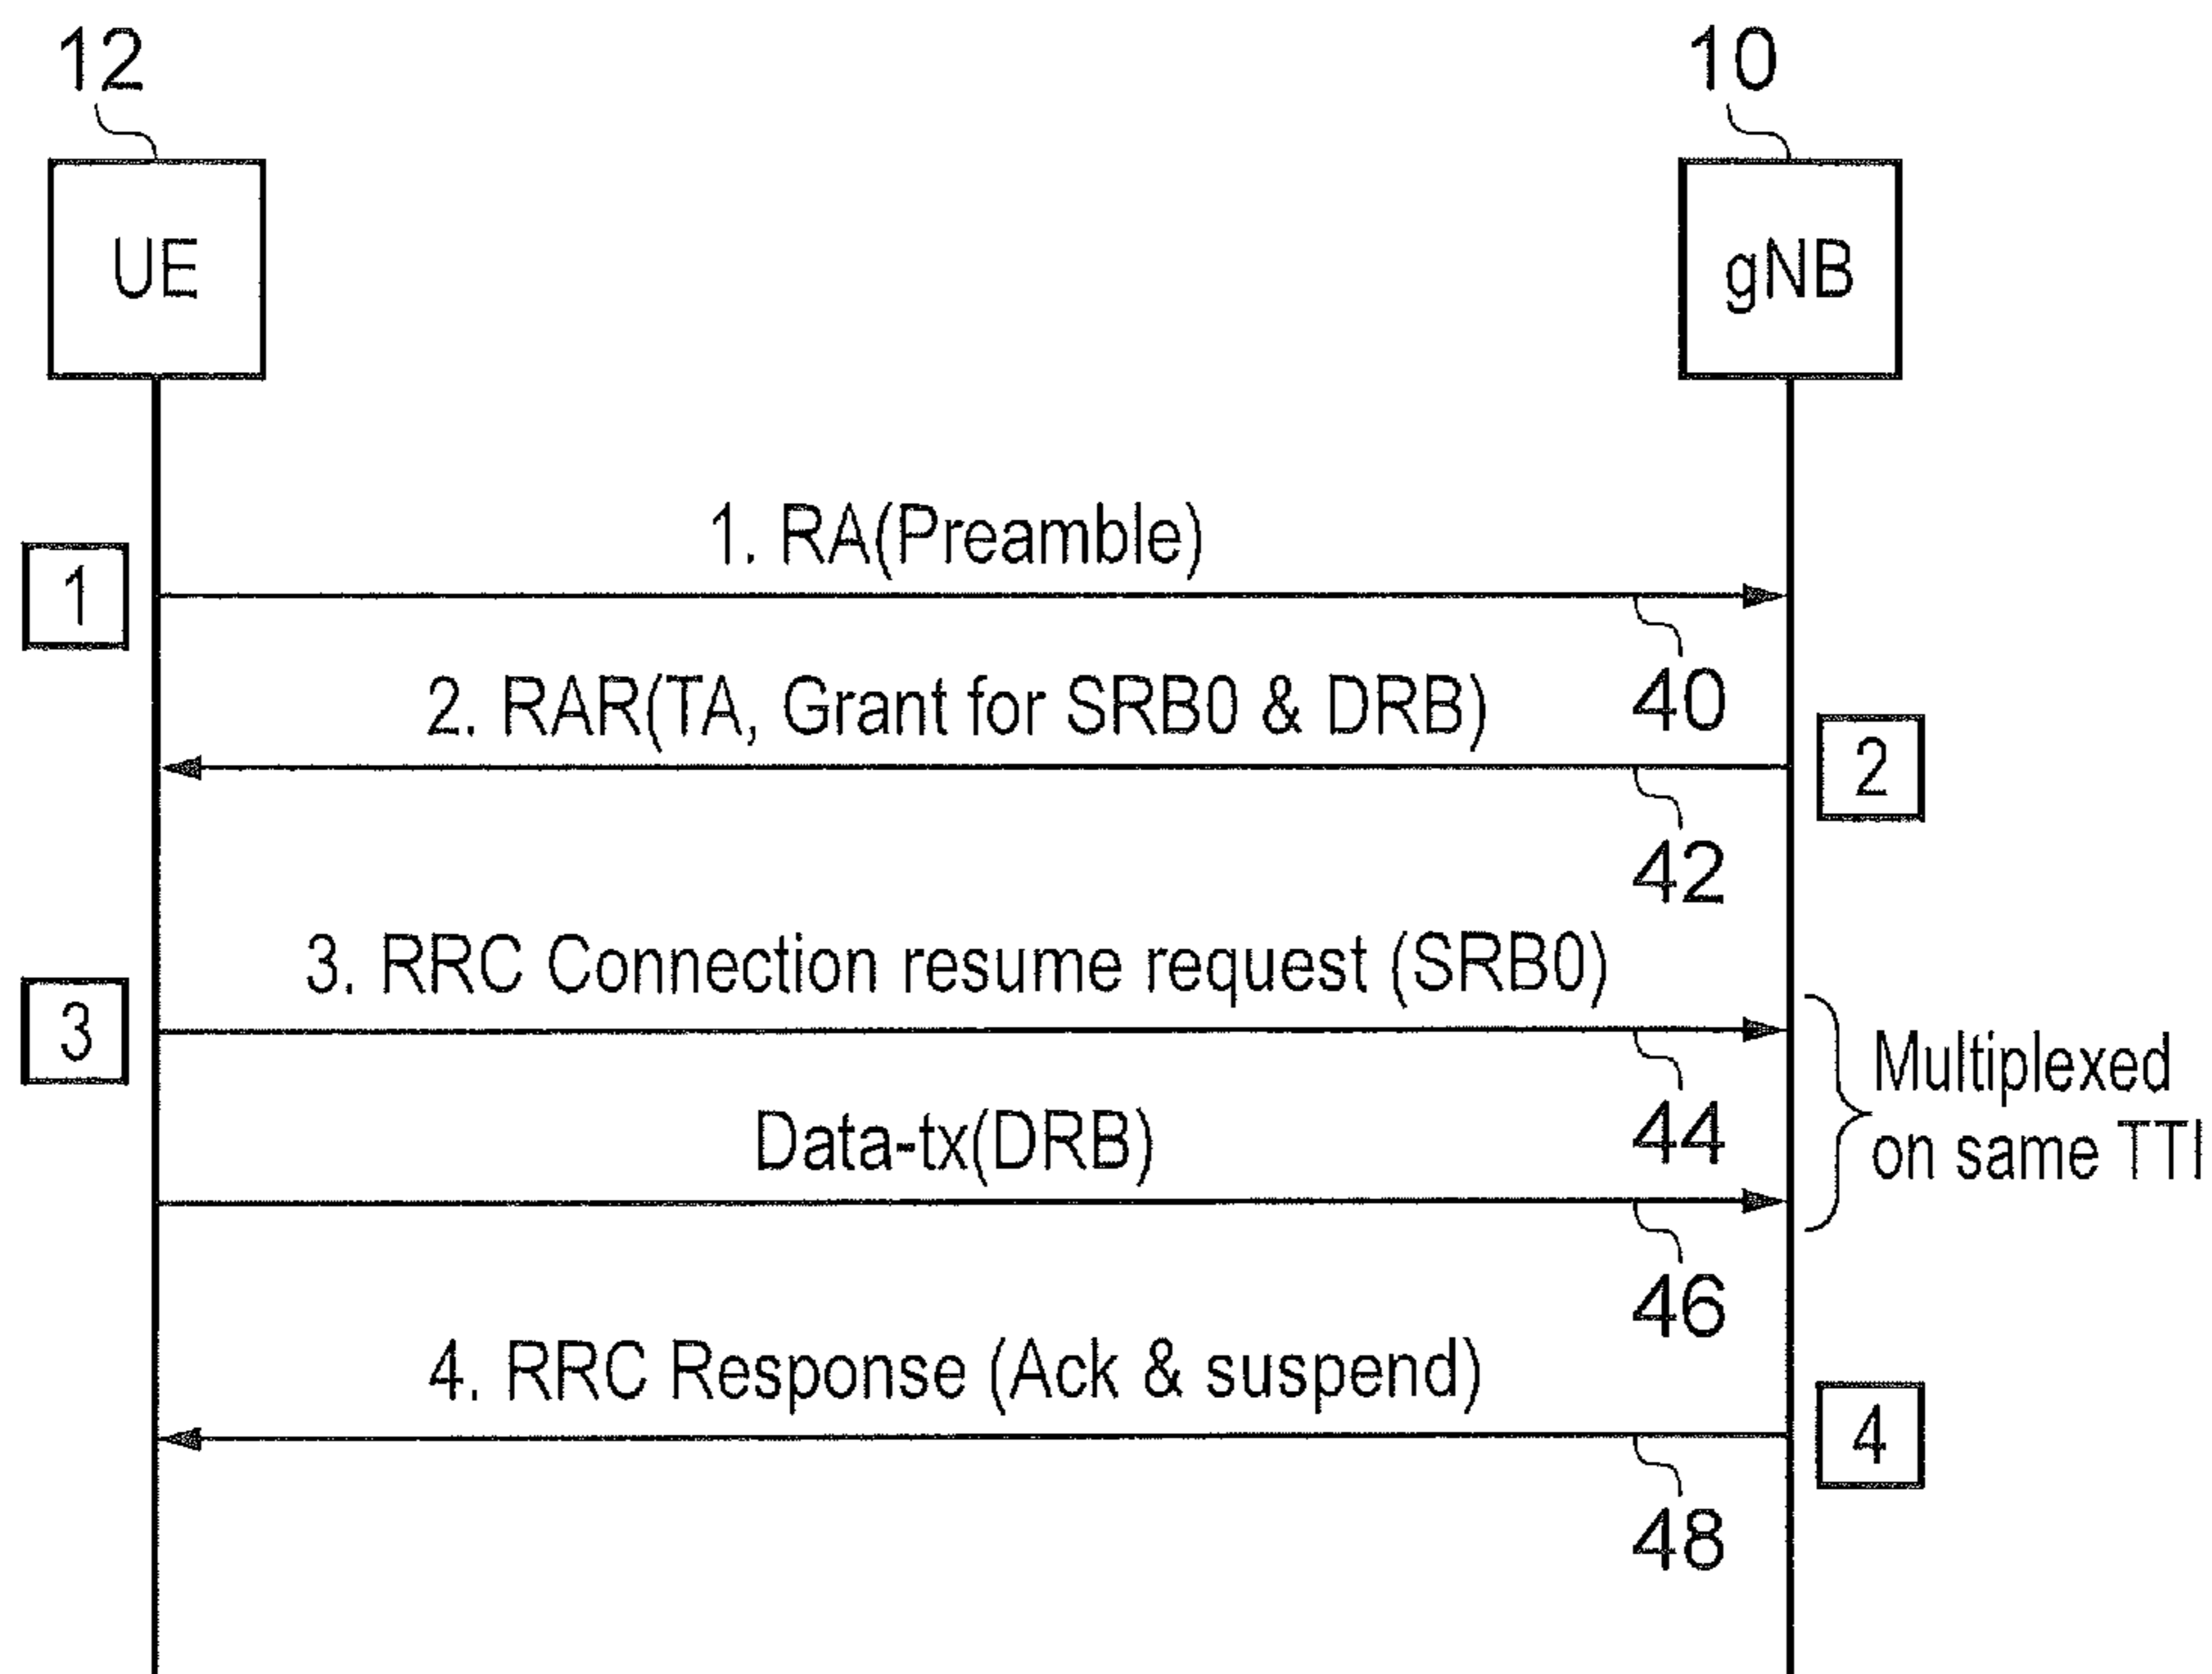 12
10
UE
gNB
1. RA(Preamble)
1
40
2. RAR(TA, Grant for SRB0 & DRB)
2
42
3. RRC Connection resume request (SRB0)
3
44
Multiplexed
on same TTI
Data-tx(DRB)
46
4. RRC Response (Ack & suspend)
4
48